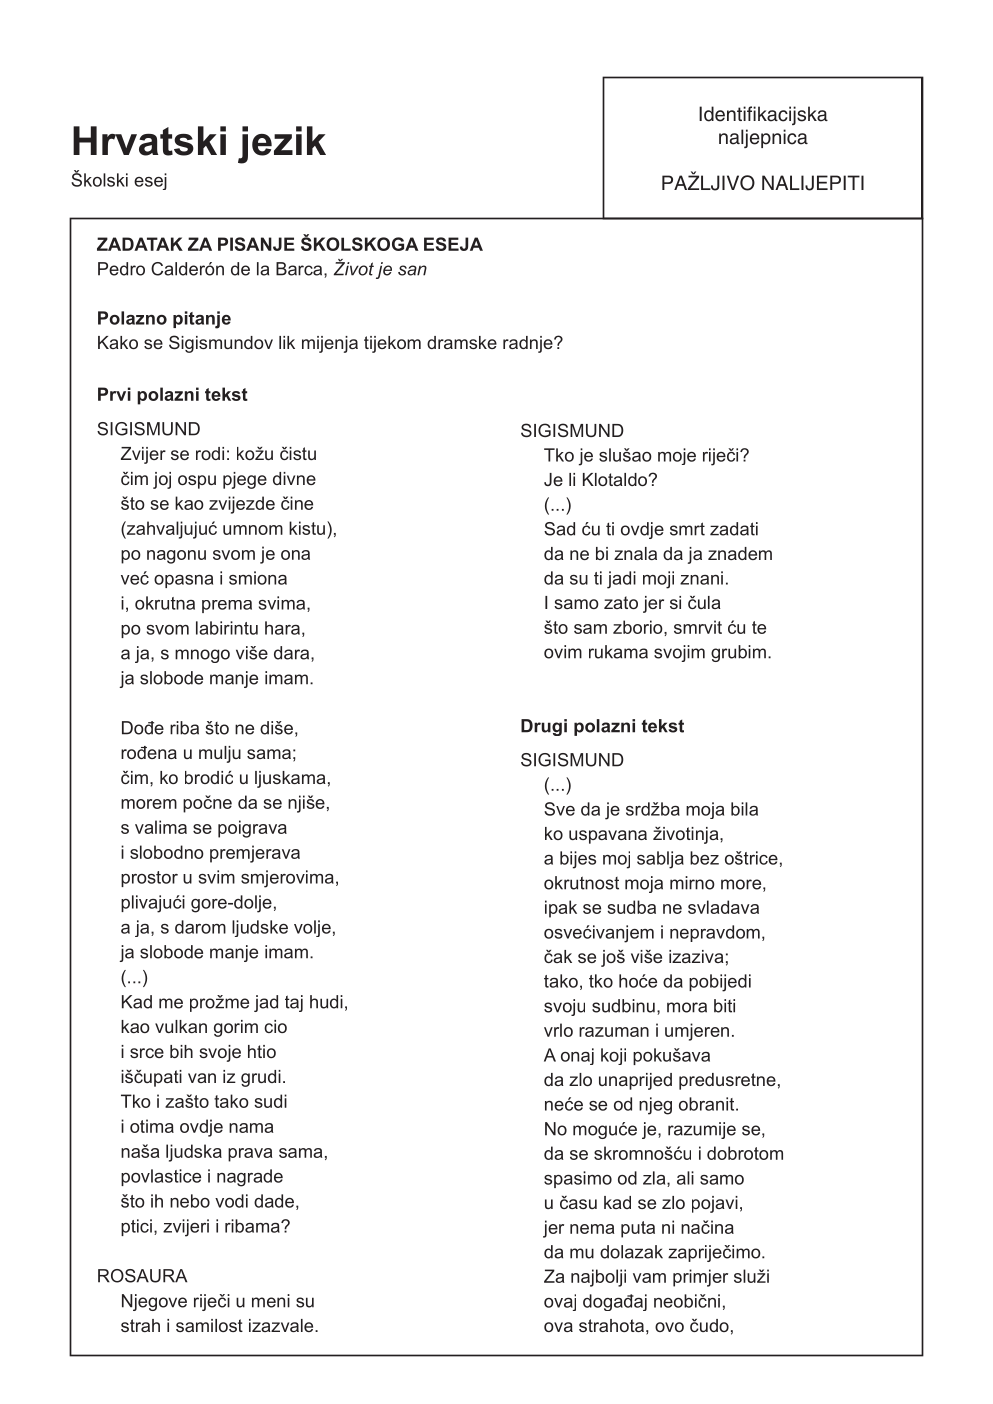 Identifikacijska
naljepnica
PAŽLJIVO NALIJEPITI
Hrvatski jezik
Školski esej
ZADATAK ZA PISANJE ŠKOLSKOGA ESEJA
Pedro Calderón de la Barca, Život je san
Polazno pitanje
Kako se Sigismundov lik mijenja tijekom dramske radnje?
Prvi polazni tekst
SIGISMUND
Zvijer se rodi: kožu čistu
čim joj ospu pjege divne
što se kao zvijezde čine
(zahvaljujuć umnom kistu),
po nagonu svom je ona
već opasna i smiona
i, okrutna prema svima,
po svom labirintu hara,
a ja, s mnogo više dara,
ja slobode manje imam.
Dođe riba što ne diše,
rođena u mulju sama;
čim, ko brodić u ljuskama,
morem počne da se njiše,
s valima se poigrava
i slobodno premjerava
prostor u svim smjerovima,
plivajući gore-dolje,
a ja, s darom ljudske volje,
ja slobode manje imam.
(...)
Kad me prožme jad taj hudi,
kao vulkan gorim cio
i srce bih svoje htio
iščupati van iz grudi.
Tko i zašto tako sudi
i otima ovdje nama
naša ljudska prava sama,
povlastice i nagrade
što ih nebo vodi dade,
ptici, zvijeri i ribama?
ROSAURA
Njegove riječi u meni su
strah i samilost izazvale.
SIGISMUND
Tko je slušao moje riječi?
Je li Klotaldo?
(...)
Sad ću ti ovdje smrt zadati
da ne bi znala da ja znadem
da su ti jadi moji znani.
I samo zato jer si čula
što sam zborio, smrvit ću te
ovim rukama svojim grubim.
Drugi polazni tekst
SIGISMUND
(...)
Sve da je srdžba moja bila
ko uspavana životinja,
a bijes moj sablja bez oštrice,
okrutnost moja mirno more,
ipak se sudba ne svladava
osvećivanjem i nepravdom,
čak se još više izaziva;
tako, tko hoće da pobijedi
svoju sudbinu, mora biti
vrlo razuman i umjeren.
A onaj koji pokušava
da zlo unaprijed predusretne,
neće se od njeg obranit.
No moguće je, razumije se,
da se skromnošću i dobrotom
spasimo od zla, ali samo
u času kad se zlo pojavi,
jer nema puta ni načina
da mu dolazak zapriječimo.
Za najbolji vam primjer služi
ovaj događaj neobični,
ova strahota, ovo čudo,